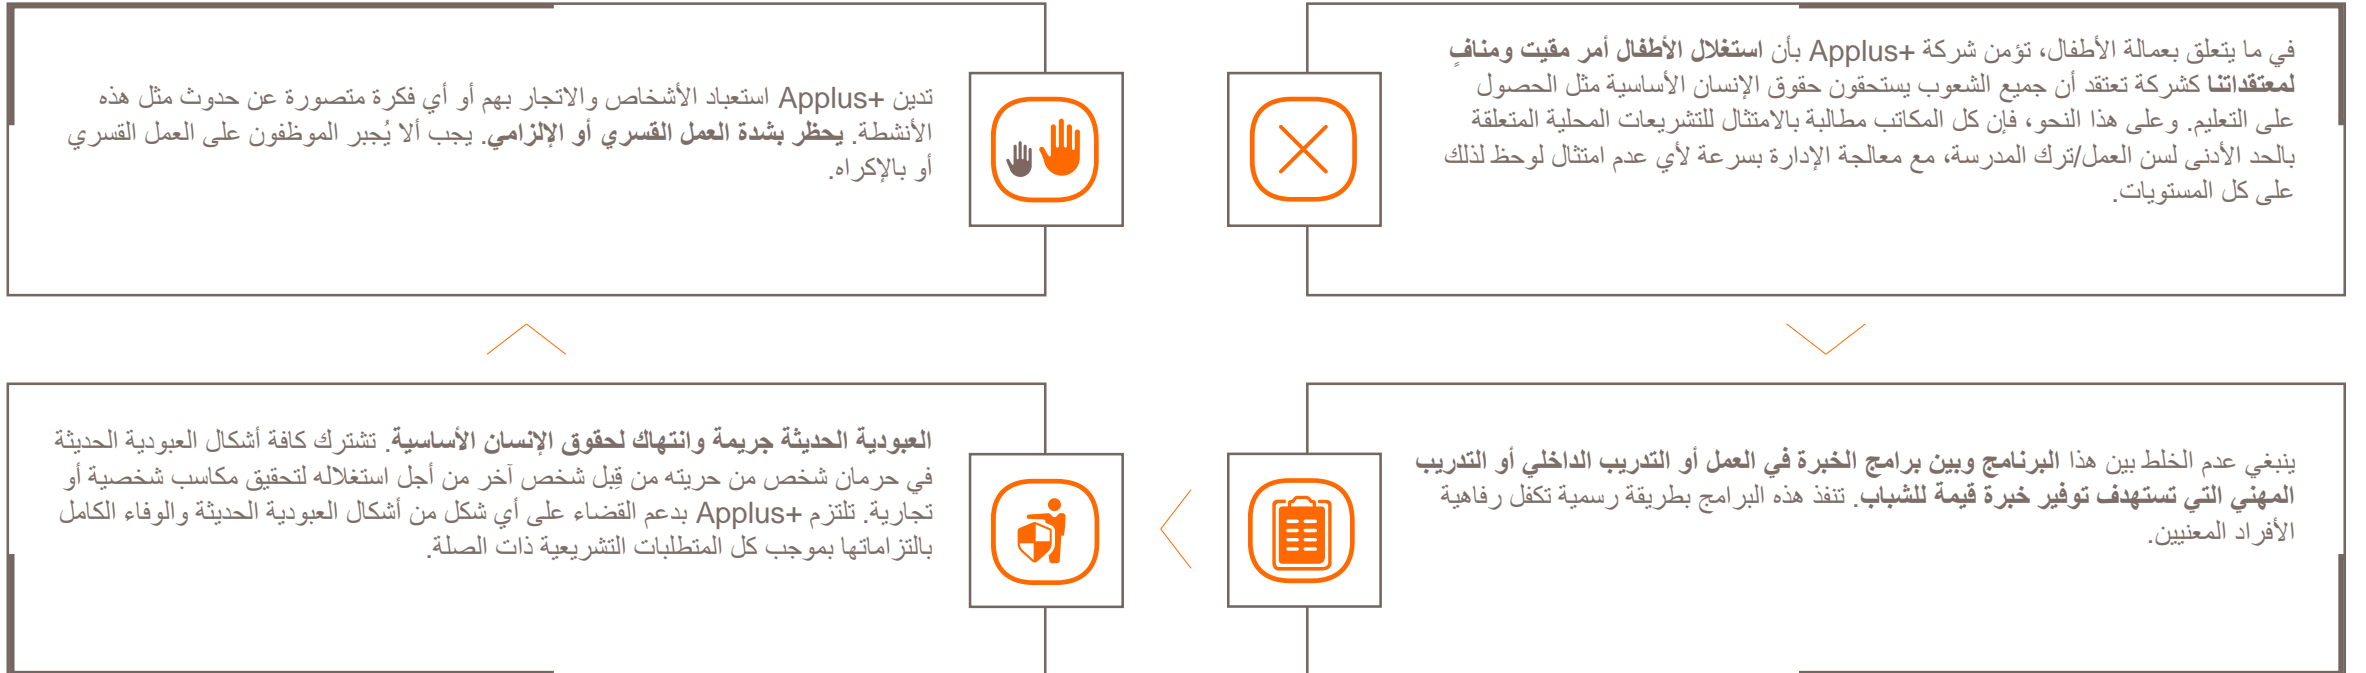 في ما يتعلق بعمالة الأطفال، تؤمن شركة +Applus بأن استغلال الأطفال أمر مقيت ومنافٍ
لمعتقداتنا كشركة تعتقد أن جميع الشعوب يستحقون حقوق الإنسان الأساسية مثل الحصول
على التعليم. وعلى هذا النحو، فإن كل المكاتب مطالبة بالامتثال للتشريعات المحلية المتعلقة
بالحد الأدنى لسن العمل/ترك المدرسة، مع معالجة الإدارة بسرعة لأي عدم امتثال لوحظ لذلك
على كل المستويات.
ينبغي عدم الخلط بين هذا البرنامج وبين برامج الخبرة في العمل أو التدريب الداخلي أو التدريب
المهني التي تستهدف توفير خبرة قيمة للشباب. تنفذ هذه البرامج بطريقة رسمية تكفل رفاهية
الأفراد المعنيين.
العبودية الحديثة جريمة وانتهاك لحقوق الإنسان الأساسية. تشترك كافة أشكال العبودية الحديثة
في حرمان شخص من حريته من قِبل شخص آخر من أجل استغلاله لتحقيق مكاسب شخصية أو
تجارية. تلتزم +Applus بدعم القضاء على أي شكل من أشكال العبودية الحديثة والوفاء الكامل
بالتزاماتها بموجب كل المتطلبات التشريعية ذات الصلة.
تدين +Applus استعباد الأشخاص والاتجار بهم أو أي فكرة متصورة عن حدوث مثل هذه
الأنشطة. يحظر بشدة العمل القسري أو الإلزامي. يجب ألا يُجبر الموظفون على العمل القسري
أو بالإكراه.